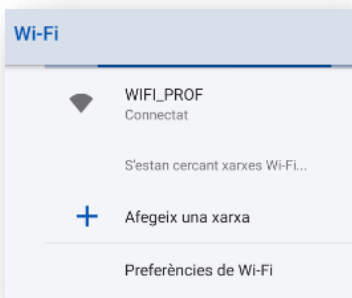 Wi-Fi
WIFI_PROF
Connectat
S'estan cercant xarxes Wi-Fi...
Afegeix una xarxa
Preferències de Wi-Fi